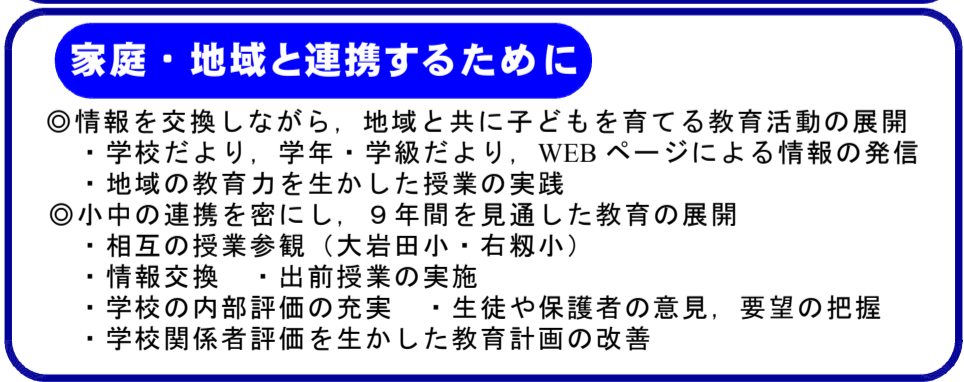 家庭・地域と連携するために
◎情報を交換しながら，地域と共に子どもを育てる教育活動の展開
・学校だより，学年・学級だより，WEB ページによる情報の発信
・地域の教育力を生かした授業の実践
◎小中の連携を密にし，９年間を見通した教育の展開
・相互の授業参観（大岩田小・右籾小）
・情報交換　・出前授業の実施
・学校の内部評価の充実　・生徒や保護者の意見，要望の把握
・学校関係者評価を生かした教育計画の改善